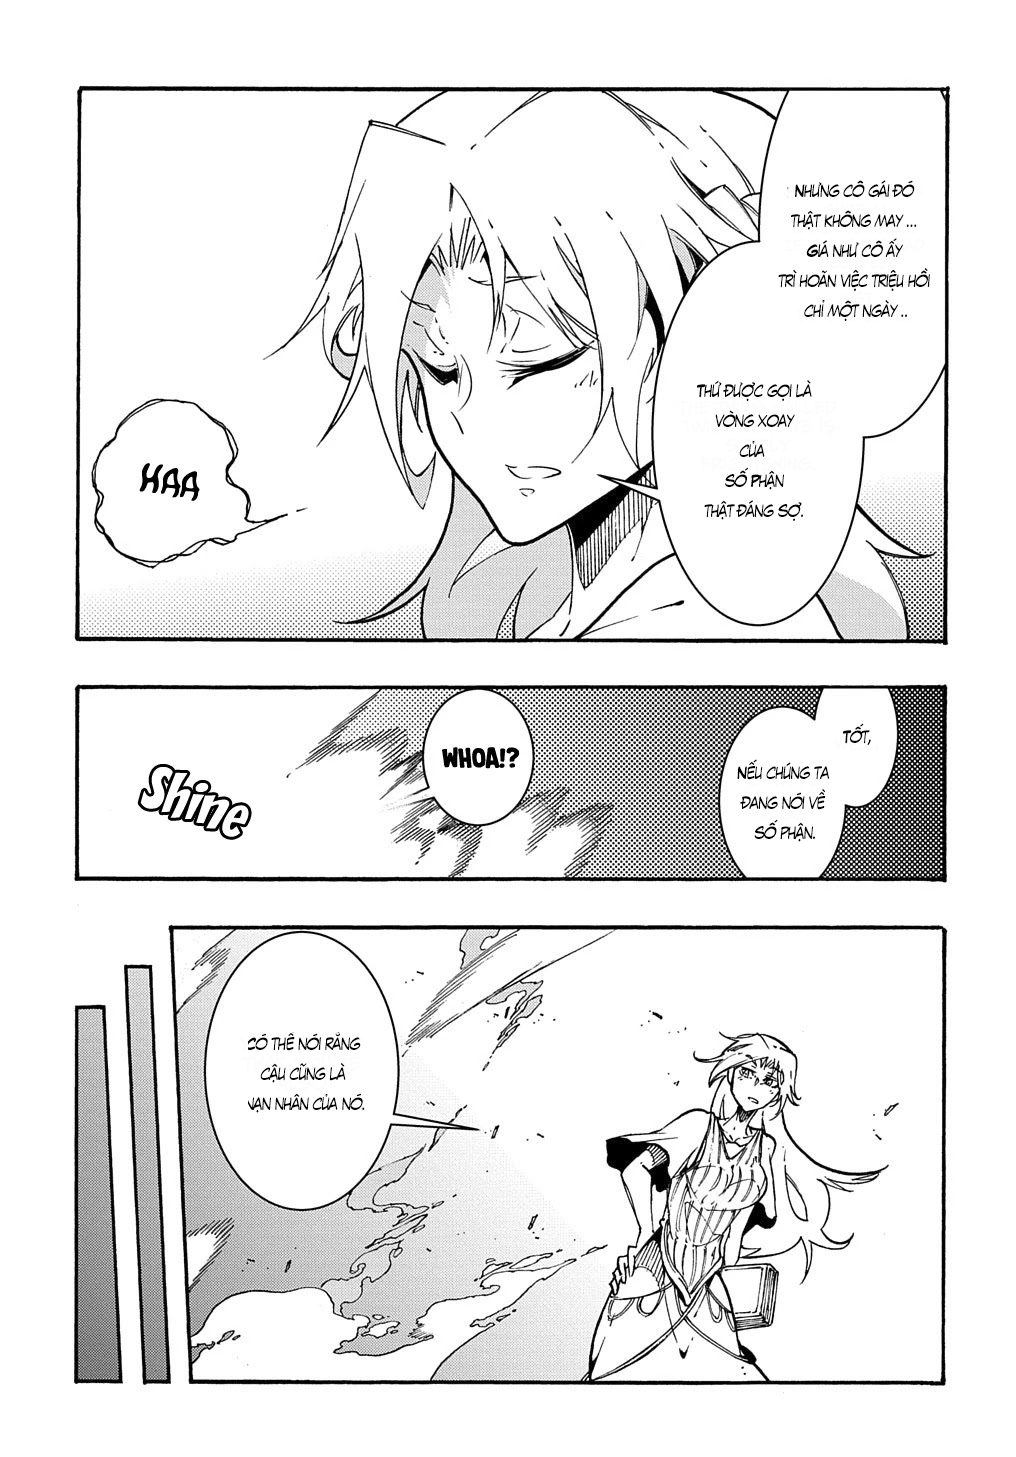 NHƯNG CÔ GÁI ĐÓ
THẬT KHÔNG MAY ...
GIÁ NHƯ CÔ ẤY
TRÌ HOÃN VIỆC TRIỆU HỒI
CHỈ MỘT NGÀY ..
THỨ ĐƯỢC GỌI LÀ
VÒNG XOAY
CỦA
SỐ PHẬN
THẬT ĐÁNG SỢ.
HAA
TỐT,
NẾU CHÚNG TA
ĐANG NÓI VỀ
SỐ PHẬN.
WHOA!?
Shine
CÓ THỂ NÓI RẰNG
CẬU CŨNG LÀ
NẠN NHÂN CỦA NÓ.